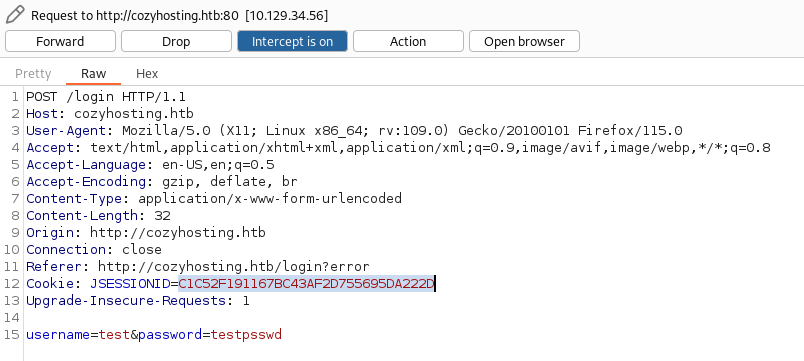 Request to http://cozyhosting.htb:80 [10.129.34.56]
Forward Drop Intercept is on Action Open browser
Pretty Raw Hex
1 POST /login HTTP/1.1
2 Host: cozyhosting.htb
3 User-Agent: Mozilla/5.0 (X11; Linux x86_64; rv:109.0) Gecko/20100101 Firefox/115.0
4 Accept: text/html,application/xhtml+xml,application/xml;q=0.9,image/avif,image/webp,*/*;q=0.8
5 Accept-Language: en-US,en;q=0.5
6 Accept-Encoding: gzip, deflate, br
7 Content-Type: application/x-www-form-urlencoded
8 Content-Length: 32
9 Origin: http://cozyhosting.htb
10 Connection: close
11 Referer: http://cozyhosting.htb/login?error
12 Cookie: JSESSIONID=C1C52F191167BC43AF2D755695DA222D
13 Upgrade-Insecure-Requests: 1
14
15 username=test&password=testpsswd